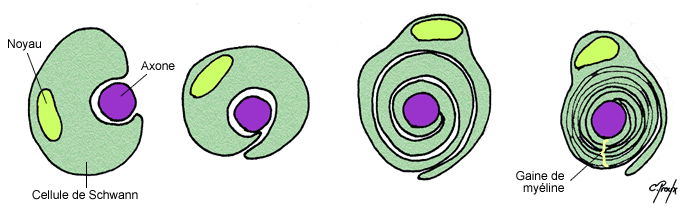 Noyau
Axone
Cellule de Schwann
Gaine de
myéline